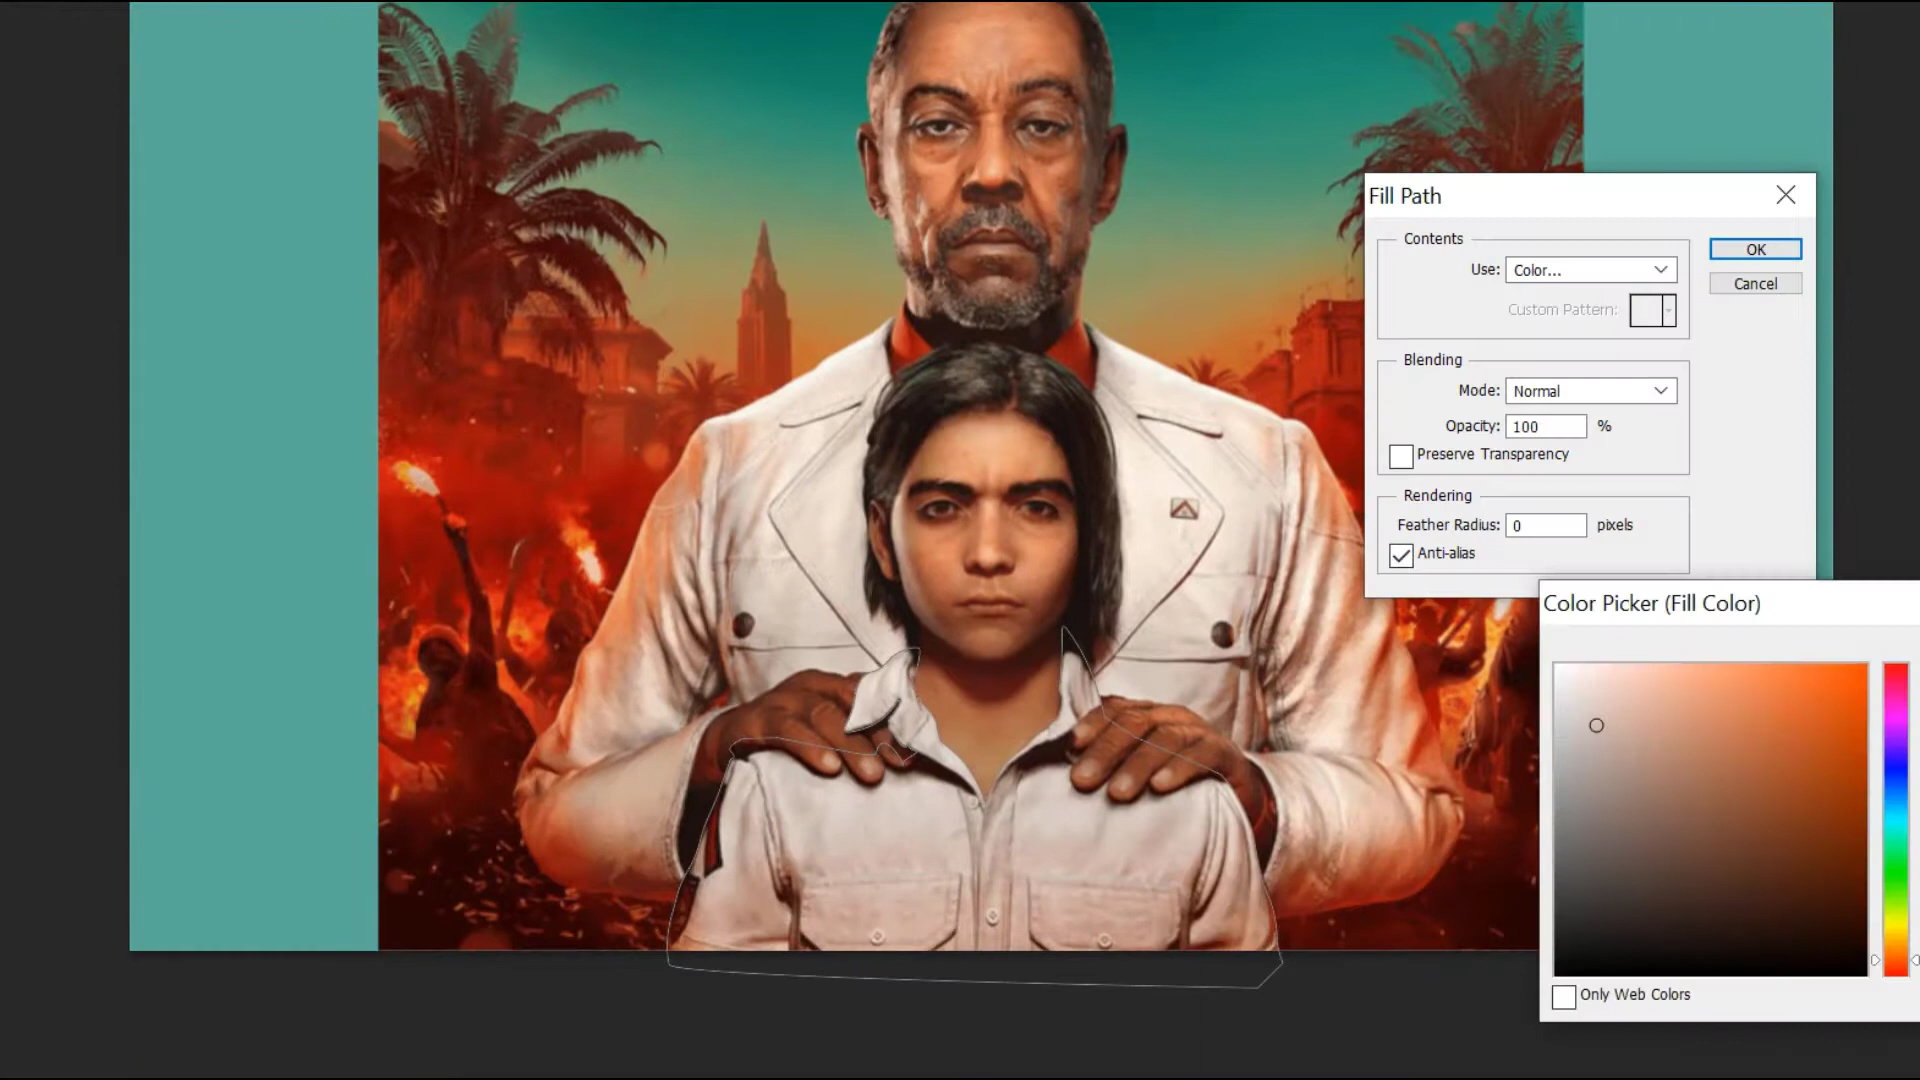 Fill Path
Contents
OK
Use: Color...
Cancel
Custom Pattern:
Blending
Mode: Normal
Opacity: 100 %
Preserve Transparency
Rendering
Feather Radius: 0 pixels
Anti-alias
Color Picker (Fill Color)
Only Web Colors